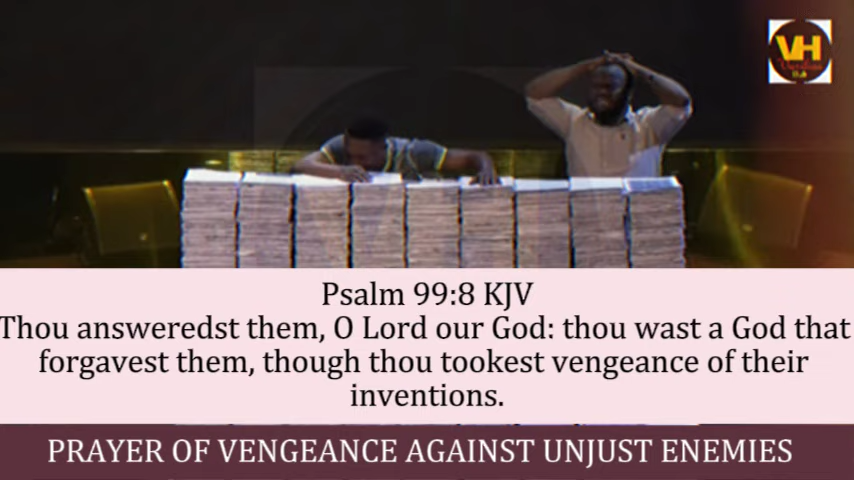 VH
Psalm 99:8 KJV
Thou answeredst them, O Lord our God: thou wast a God that
forgavest them, though thou tookest vengeance of their
inventions.
PRAYER OF VENGEANCE AGAINST UNJUST ENEMIES